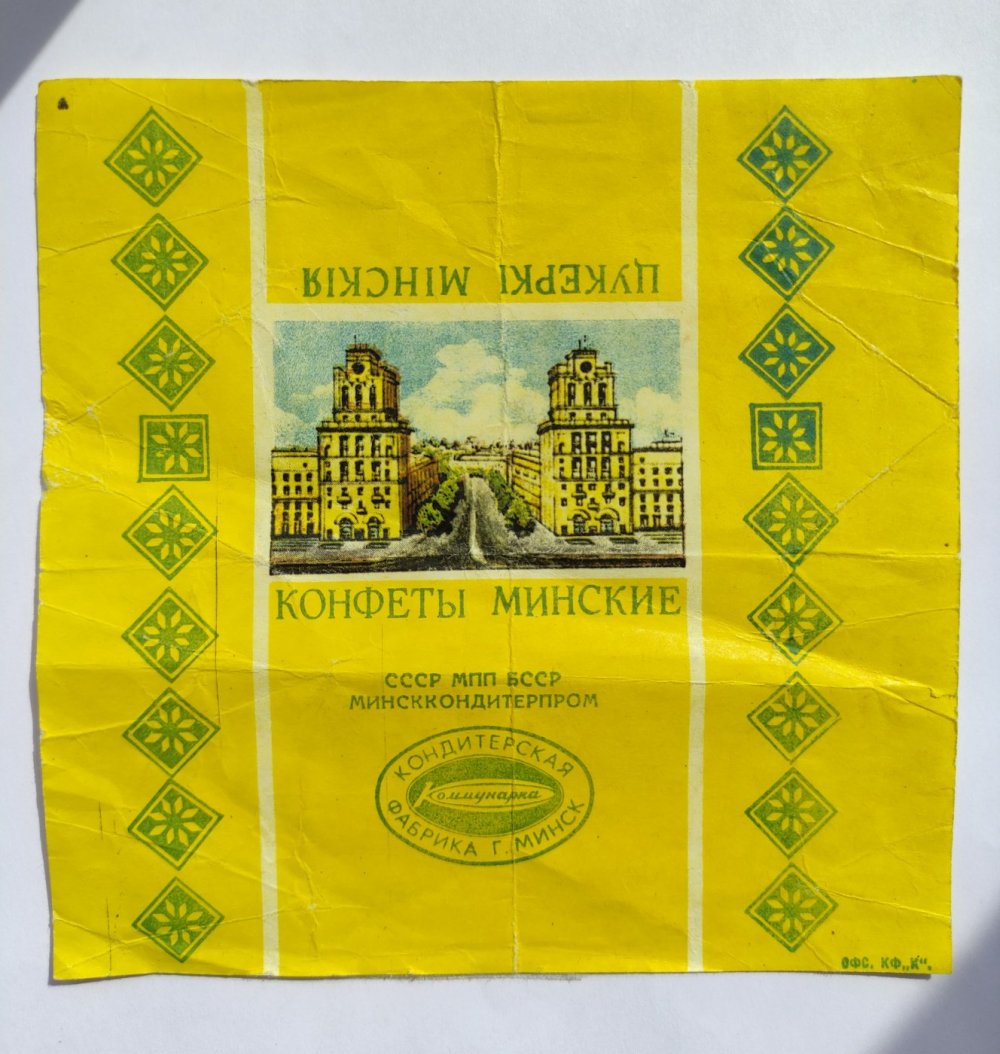 ЦУКЕРКІ МІНСКІЯ
КОНФЕТЫ МИНСКИЕ
СССР МПП БССР
МИНСККОНДИТЕРПРОМ
КОНДИТЕРСКАЯ
Коммунарка
ФАБРИКА Г. МИНСК
ОФС. КФ„К“.